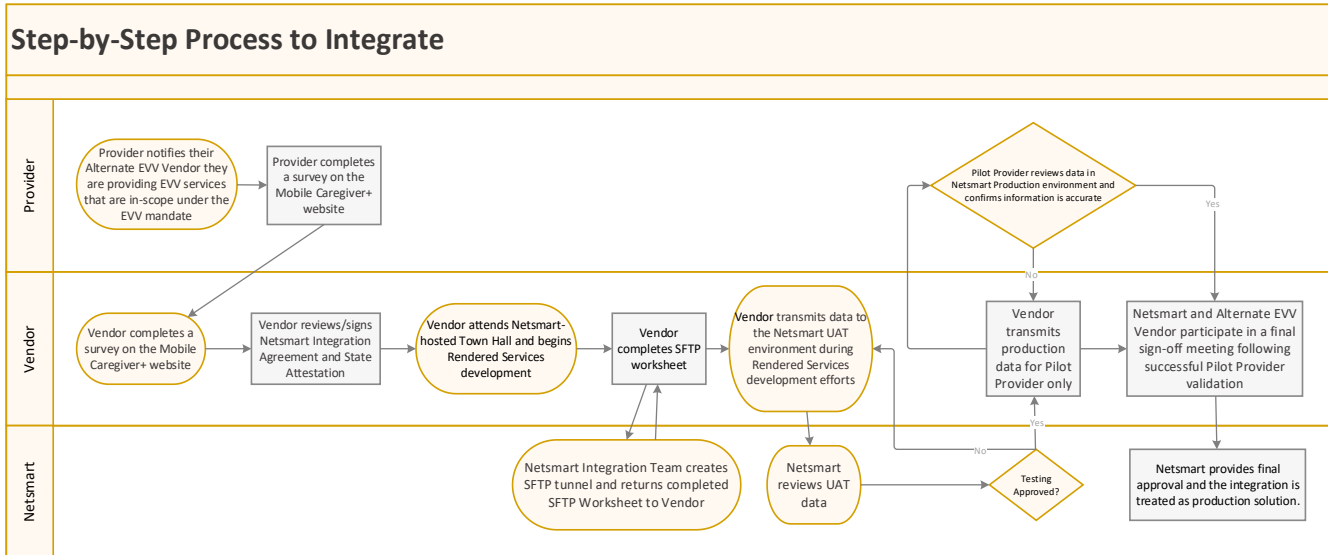 Step-by-Step Process to Integrate
Provider
Provider notifies their
Alternate EVV Vendor they
are providing EVV services
that are in-scope under the
EVV mandate
Provider completes
a survey on the
Mobile Caregiver+
website
Pilot Provider reviews data in
Netsmart Production environment and
confirms information is accurate
Yes
No
Vendor
Vendor completes a
survey on the Mobile
Caregiver+ website
Vendor reviews/signs
Netsmart Integration
Agreement and State
Attestation
Vendor attends Netsmart-
hosted Town Hall and begins
Rendered Services
development
Vendor
completes SFTP
worksheet
Vendor transmits data to
the Netsmart UAT
environment during
Rendered Services
development efforts
Vendor
transmits
production
data for Pilot
Provider only
Netsmart and Alternate EVV
Vendor participate in a final
sign-off meeting following
successful Pilot Provider
validation
Netsmart
Netsmart Integration Team creates
SFTP tunnel and returns completed
SFTP Worksheet to Vendor
Netsmart
reviews UAT
data
No
Yes
Testing
Approved?
Netsmart provides final
approval and the integration is
treated as production solution.